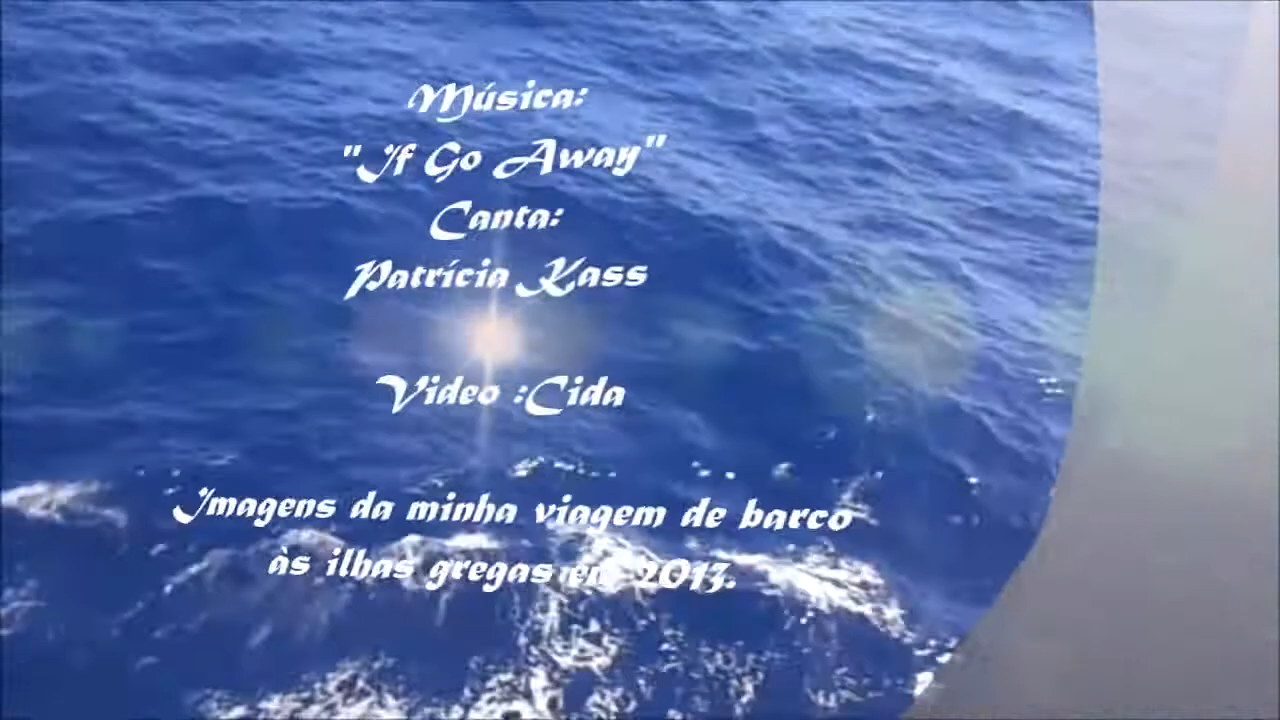 Música:
"If Go Away"
Canta:
Patrícia Kass
Video :Cida
Imagens da minha viagem de barco
às ilhas gregas em 2013.